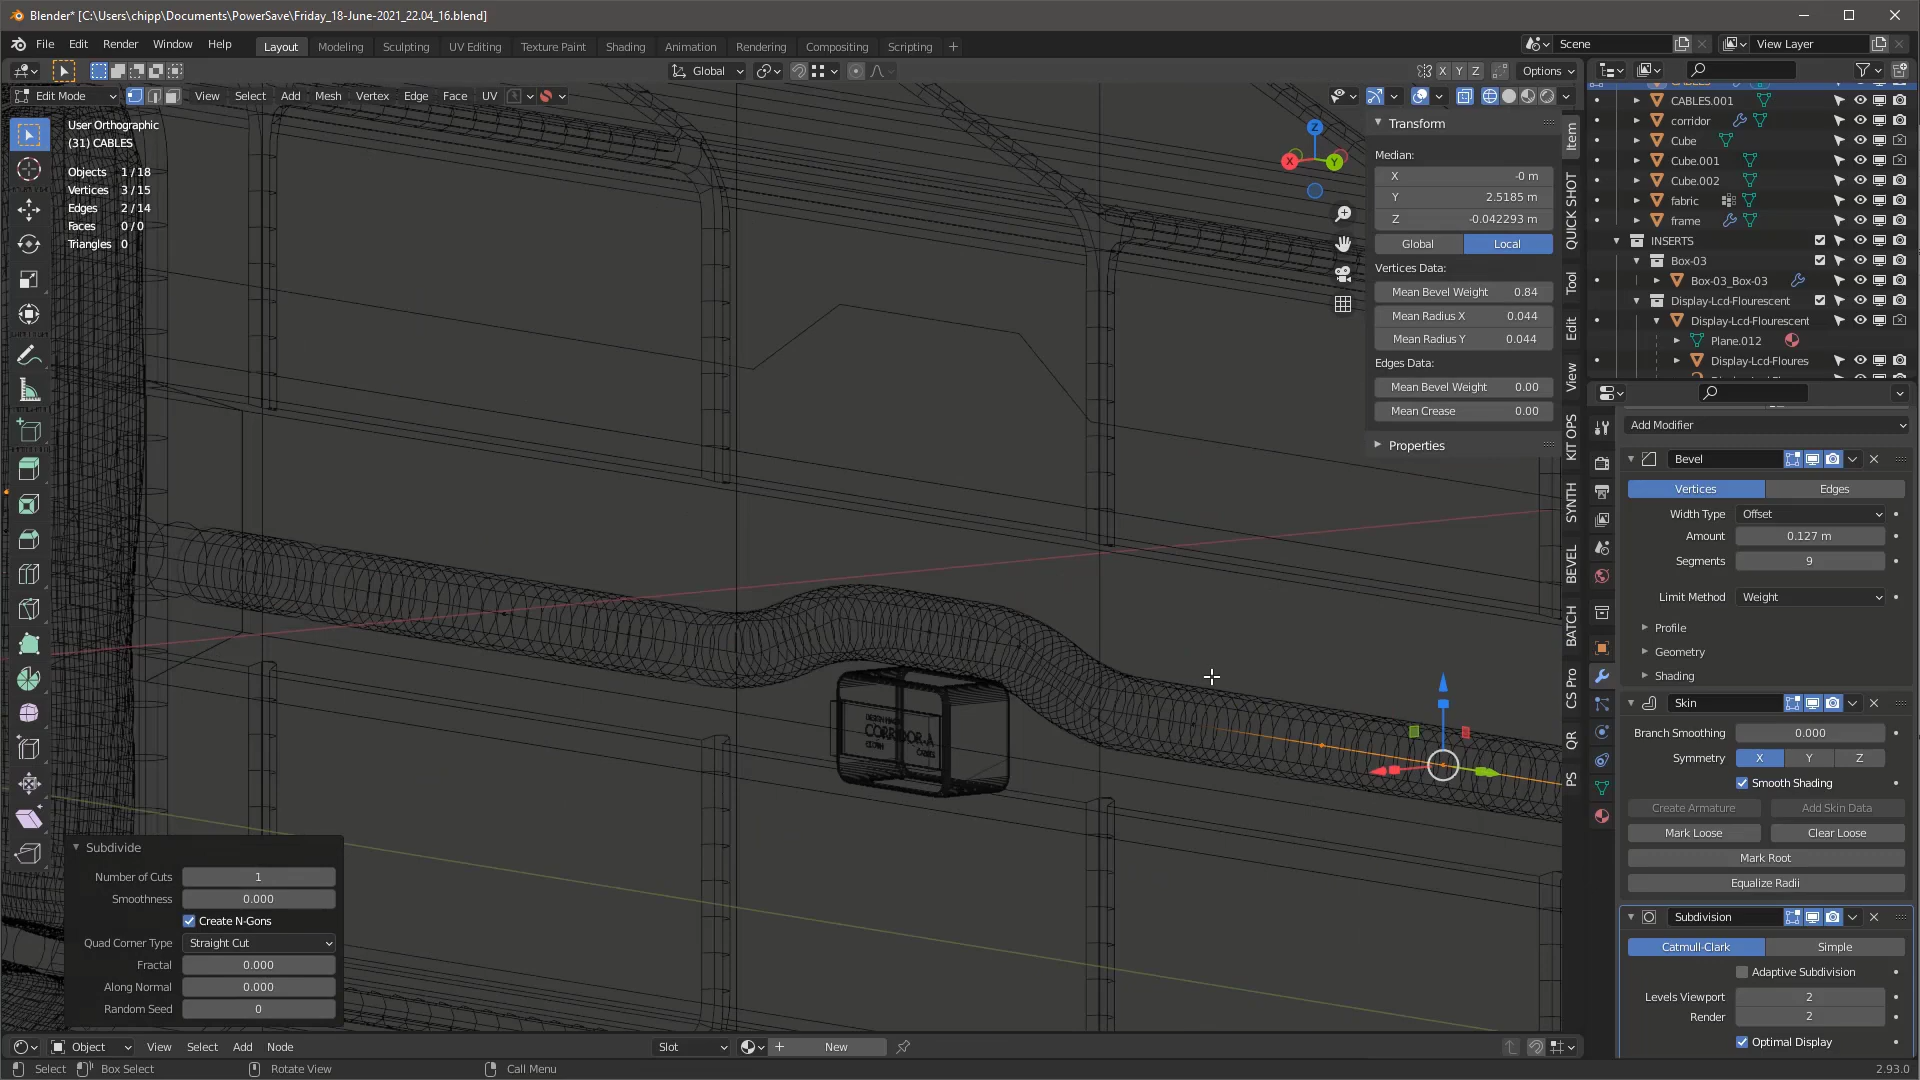 Blender* [C:\Users\chipp\Documents\PowerSave\Friday_18-June-2021_22.04_16.blend]
File Edit Render Window Help Layout Modeling Sculpting UV Editing Texture Paint Shading Animation Rendering Compositing Scripting + Scene View Layer
Global X Y Z Options
Edit Mode View Select Add Mesh Vertex Edge Face UV
User Orthographic
(31) CABLES
Objects 1/18
Vertices 3/15
Edges 2/14
Faces 0/0
Triangles 0
Z
X
Y
Transform
Median:
X -0 m
Y 2.5185 m
Z -0.042293 m
Global Local
Vertices Data:
Mean Bevel Weight 0.84
Mean Radius X 0.044
Mean Radius Y 0.044
Edges Data:
Mean Bevel Weight 0.00
Mean Crease 0.00
Properties
Item
QUICK SHOT
Tool
Edit
View
KIT OPS
SYNTH
BEVEL
BATCH
CS Pro
QR
PS
CABLES.001
corridor
Cube
Cube.001
Cube.002
fabric
frame
INSERTS
Box-03
Box-03_Box-03
Display-Lcd-Flourescent
Display-Lcd-Flourescent
Plane.012
Display-Lcd-Floures
Add Modifier
Bevel
Vertices Edges
Width Type Offset
Amount 0.127 m
Segments 9
Limit Method Weight
Profile
Geometry
Shading
Skin
Branch Smoothing 0.000
Symmetry X Y Z
Smooth Shading
Create Armature Add Skin Data
Mark Loose Clear Loose
Mark Root
Equalize Radii
Subdivision
Catmull-Clark Simple
Adaptive Subdivision
Levels Viewport 2
Render 2
Optimal Display
CORRIDOR-A
Subdivide
Number of Cuts 1
Smoothness 0.000
Create N-Gons
Quad Corner Type Straight Cut
Fractal 0.000
Along Normal 0.000
Random Seed 0
Object View Select Add Node Slot + New
Select Box Select Rotate View Call Menu 2.93.0